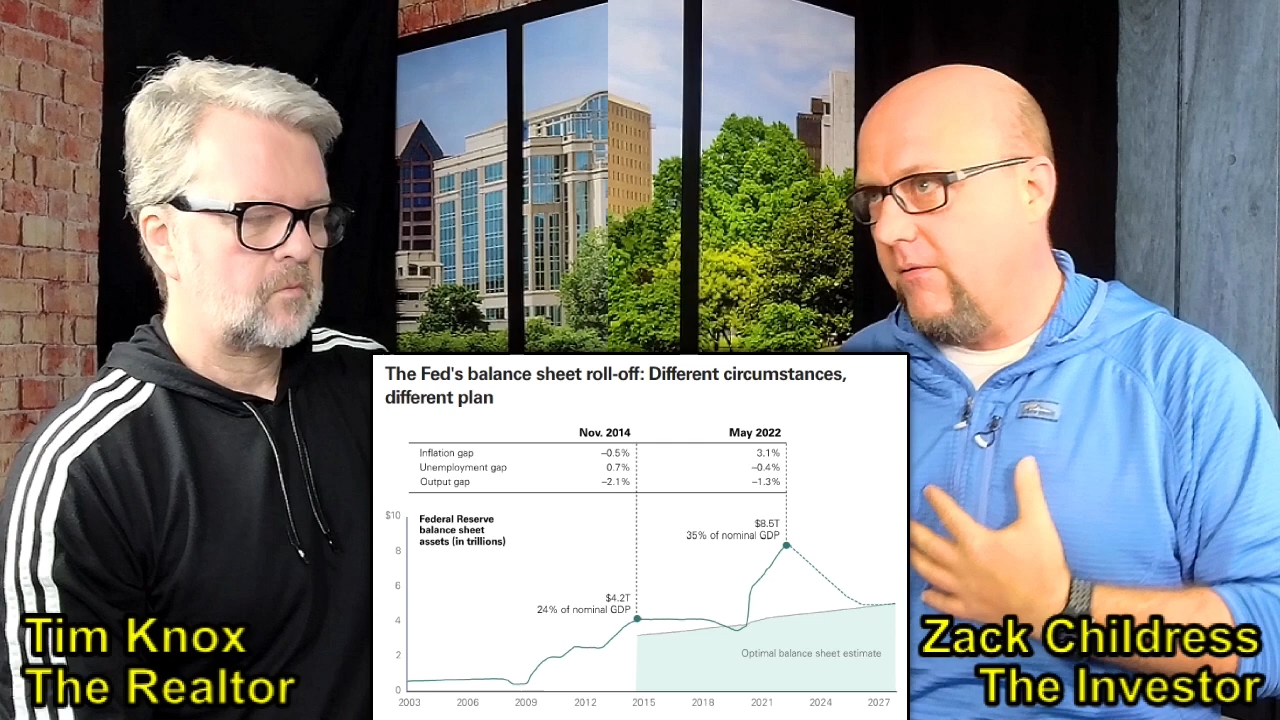 The Fed's balance sheet roll-off: Different circumstances,
different plan
Nov. 2014 May 2022
Inflation gap –0.5% 3.1%
Unemployment gap 0.7% –0.4%
Output gap –2.1% –1.3%
$10
Federal Reserve
balance sheet
assets (in trillions)
$8.5T
35% of nominal GDP
8
6
$4.2T
24% of nominal GDP
4
2
Optimal balance sheet estimate
0
2003 2009 2012 2015 2018 2021 2024 2027
Tim Knox
The Realtor
Zack Childress
The Investor